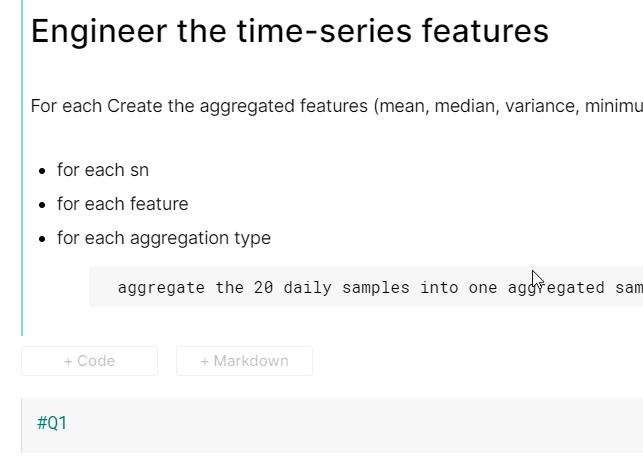 Engineer the time-series features
For each Create the aggregated features (mean, median, variance, minimu
for each sn
for each feature
for each aggregation type
aggregate the 20 daily samples into one aggregated sam
+ Code
+ Markdown
#Q1